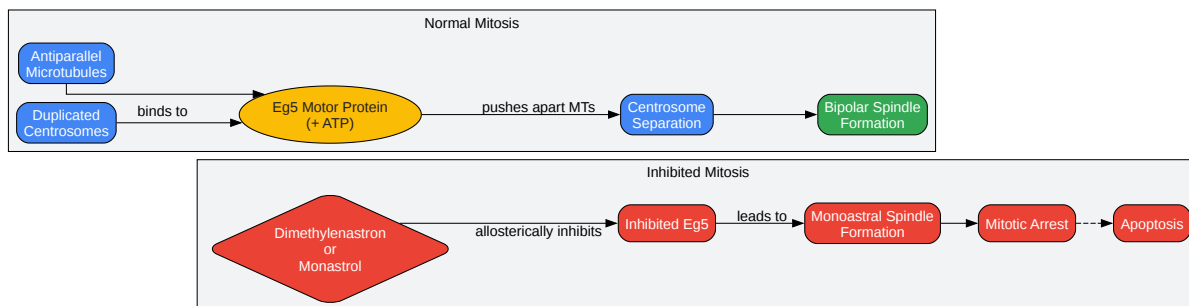 Normal Mitosis
Antiparallel
Microtubules
Duplicated
Centrosomes
binds to
Eg5 Motor Protein
(+ ATP)
pushes apart MTs
Centrosome
Separation
Bipolar Spindle
Formation
Inhibited Mitosis
Dimethylenastron
or
Monastrol
allosterically inhibits
Inhibited Eg5
leads to
Monoastral Spindle
Formation
Mitotic Arrest
Apoptosis